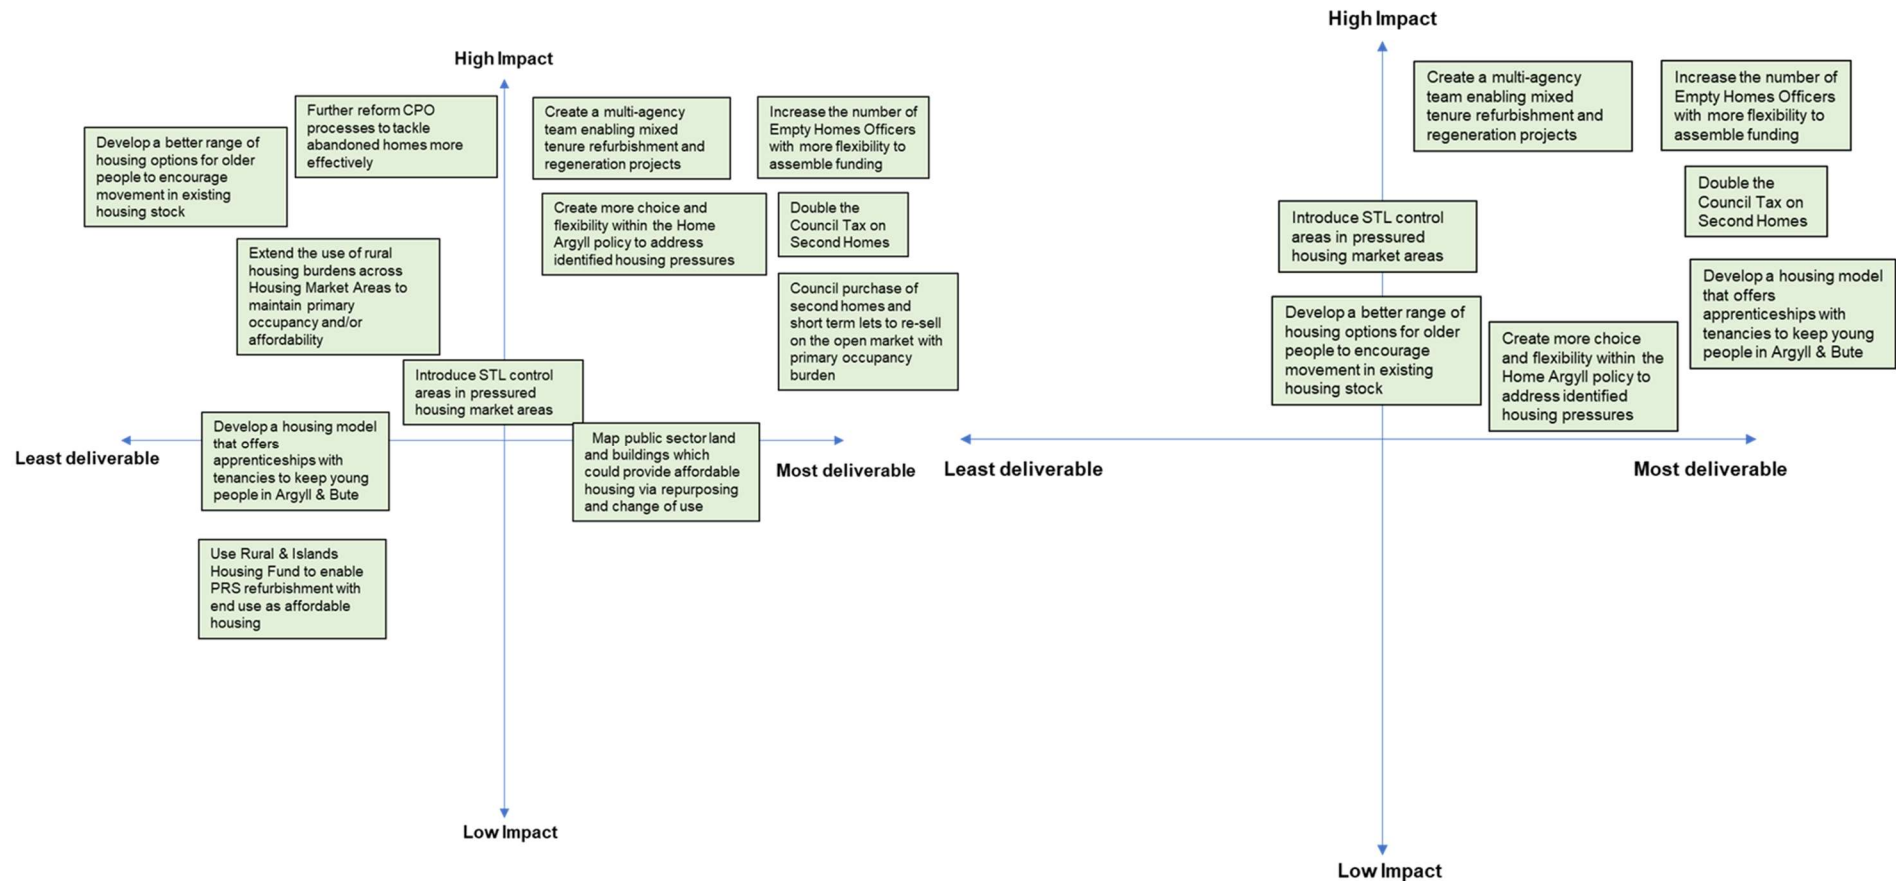 High Impact
Further reform CPO
processes to tackle
abandoned homes more
effectively
Create a multi-agency
team enabling mixed
tenure refurbishment and
regeneration projects
Increase the number of
Empty Homes Officers
with more flexibility to
assemble funding
Develop a better range of
housing options for older
people to encourage
movement in existing
housing stock
Create more choice and
flexibility within the Home
Argyll policy to address
identified housing pressures
Double the
Council Tax on
Second Homes
Extend the use of rural
housing burdens across
Housing Market Areas to
maintain primary
occupancy and/or
affordability
Council purchase of
second homes and
short term lets to re-sell
on the open market with
primary occupancy
burden
Introduce STL control
areas in pressured
housing market areas
Least deliverable
Develop a housing model
that offers
apprenticeships with
tenancies to keep young
people in Argyll & Bute
Map public sector land
and buildings which
could provide affordable
housing via repurposing
and change of use
Most deliverable
Use Rural & Islands
Housing Fund to enable
PRS refurbishment with
end use as affordable
housing
Low Impact
High Impact
Create a multi-agency
team enabling mixed
tenure refurbishment and
regeneration projects
Increase the number of
Empty Homes Officers
with more flexibility to
assemble funding
Double the
Council Tax on
Second Homes
Introduce STL control
areas in pressured
housing market areas
Develop a housing model
that offers
apprenticeships with
tenancies to keep young
people in Argyll & Bute
Develop a better range of
housing options for older
people to encourage
movement in existing
housing stock
Create more choice
and flexibility within the
Home Argyll policy to
address identified
housing pressures
Least deliverable
Most deliverable
Low Impact